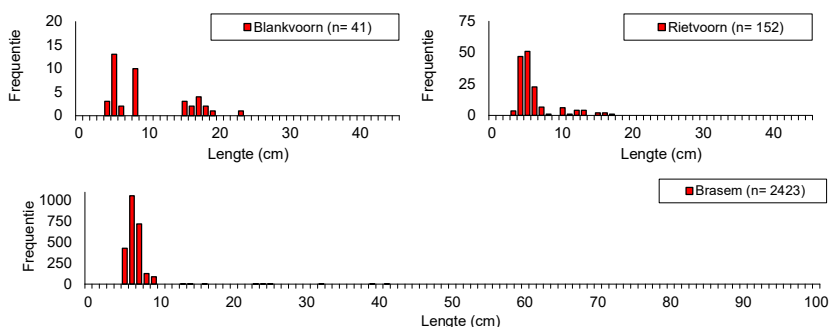 Blankvoorn (n= 41)
Frequentie
20
15
10
5
0
0 10 20 30 40
Lengte (cm)
Rietvoorn (n= 152)
Frequentie
75
50
25
0
0 10 20 30 40
Lengte (cm)
Brasem (n= 2423)
Frequentie
1000
750
500
250
0
0 10 20 30 40 50 60 70 80 90 100
Lengte (cm)